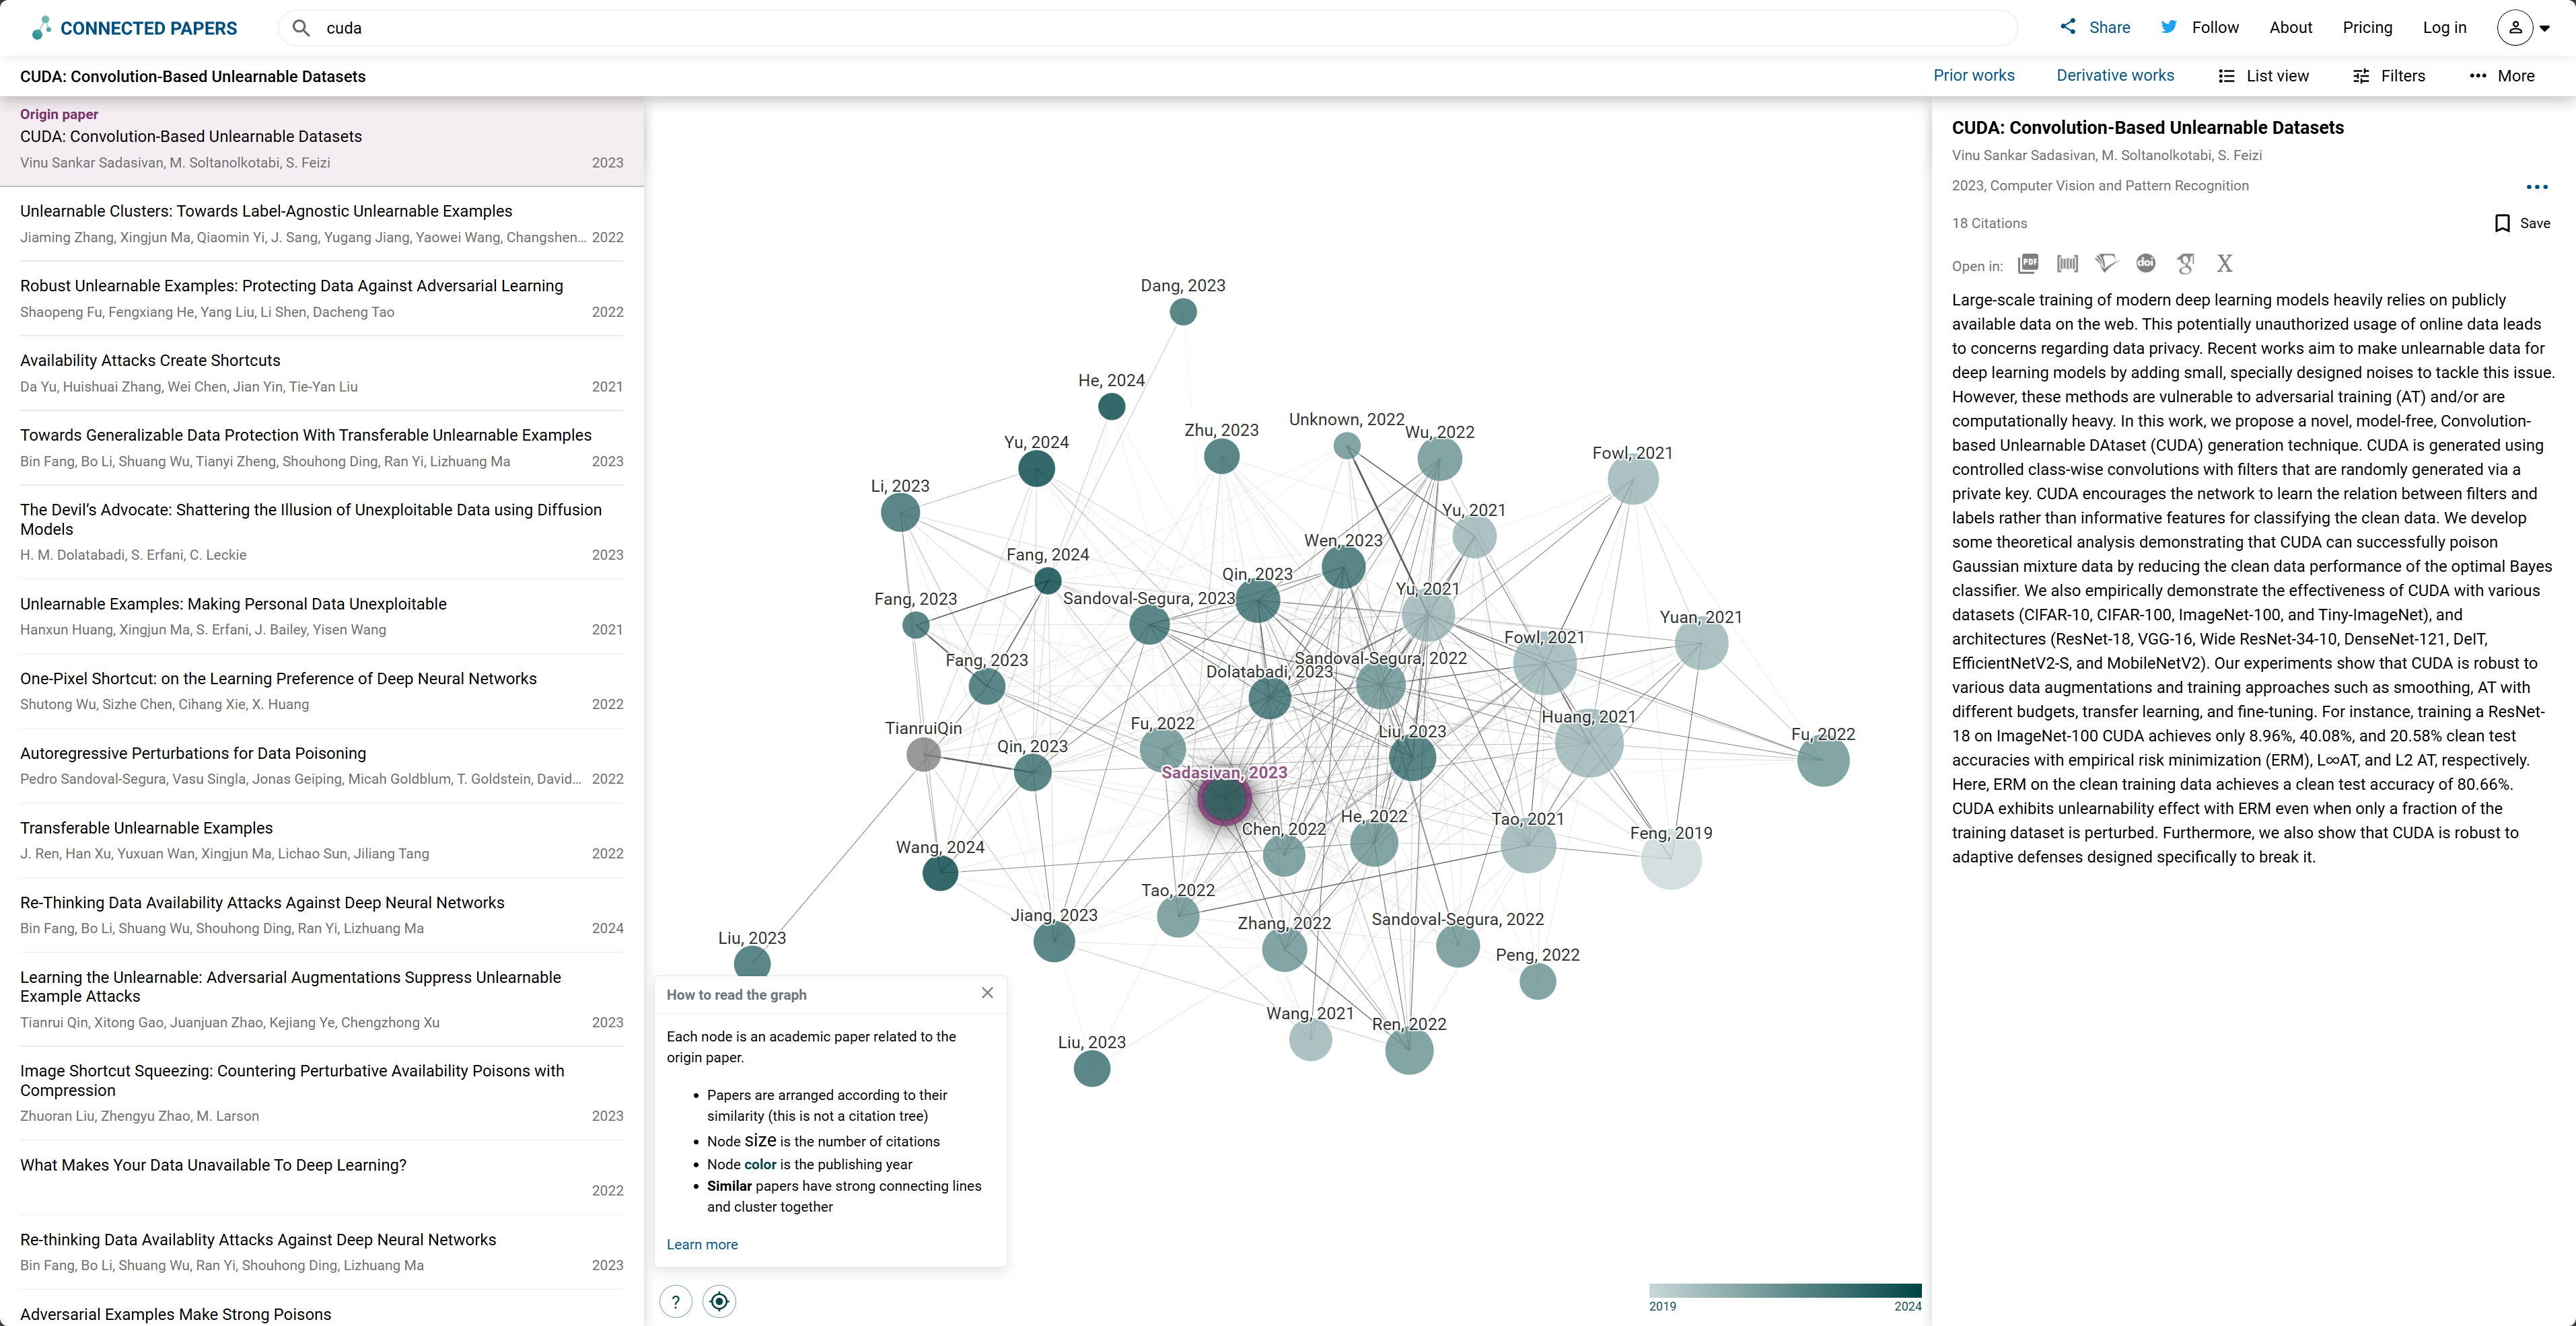 CONNECTED PAPERS
cuda
Share
Follow
About
Pricing
Log in
CUDA: Convolution-Based Unlearnable Datasets
Prior works
Derivative works
List view
Filters
More
Origin paper
CUDA: Convolution-Based Unlearnable Datasets
Vinu Sankar Sadasivan, M. Soltanolkotabi, S. Feizi 2023
Unlearnable Clusters: Towards Label-Agnostic Unlearnable Examples
Jiaming Zhang, Xingjun Ma, Qiaomin Yi, J. Sang, Yugang Jiang, Yaowei Wang, Changshen... 2022
Robust Unlearnable Examples: Protecting Data Against Adversarial Learning
Shaopeng Fu, Fengxiang He, Yang Liu, Li Shen, Dacheng Tao 2022
Availability Attacks Create Shortcuts
Da Yu, Huishuai Zhang, Wei Chen, Jian Yin, Tie-Yan Liu 2021
Towards Generalizable Data Protection With Transferable Unlearnable Examples
Bin Fang, Bo Li, Shuang Wu, Tianyi Zheng, Shouhong Ding, Ran Yi, Lizhuang Ma 2023
The Devil's Advocate: Shattering the Illusion of Unexploitable Data using Diffusion
Models
H. M. Dolatabadi, S. Erfani, C. Leckie 2023
Unlearnable Examples: Making Personal Data Unexploitable
Hanxun Huang, Xingjun Ma, S. Erfani, J. Bailey, Yisen Wang 2021
One-Pixel Shortcut: on the Learning Preference of Deep Neural Networks
Shutong Wu, Sizhe Chen, Cihang Xie, X. Huang 2022
Autoregressive Perturbations for Data Poisoning
Pedro Sandoval-Segura, Vasu Singla, Jonas Geiping, Micah Goldblum, T. Goldstein, David... 2022
Transferable Unlearnable Examples
J. Ren, Han Xu, Yuxuan Wan, Xingjun Ma, Lichao Sun, Jiliang Tang 2022
Re-Thinking Data Availability Attacks Against Deep Neural Networks
Bin Fang, Bo Li, Shuang Wu, Shouhong Ding, Ran Yi, Lizhuang Ma 2024
Learning the Unlearnable: Adversarial Augmentations Suppress Unlearnable
Example Attacks
Tianrui Qin, Xitong Gao, Juanjuan Zhao, Kejiang Ye, Chengzhong Xu 2023
Image Shortcut Squeezing: Countering Perturbative Availability Poisons with
Compression
Zhuoran Liu, Zhengyu Zhao, M. Larson 2023
What Makes Your Data Unavailable To Deep Learning?
2022
Re-thinking Data Availablity Attacks Against Deep Neural Networks
Bin Fang, Bo Li, Shuang Wu, Ran Yi, Shouhong Ding, Lizhuang Ma 2023
Adversarial Examples Make Strong Poisons
Dang, 2023
He, 2024
Unknown, 2022
Zhu, 2023
Wu, 2022
Yu, 2024
Fowl, 2021
Li, 2023
Yu, 2021
Wen, 2023
Fang, 2024
Qin, 2023
Yu, 2021
Fang, 2023
Sandoval-Segura, 2023
Yuan, 2021
Fowl, 2021
Fang, 2023
Sandoval-Segura, 2022
Dolatabadi, 2023
Huang, 2021
TianruiQin
Fu, 2022
Liu, 2023
Fu, 2022
Qin, 2023
Sadasivan, 2023
He, 2022
Tao, 2021
Chen, 2022
Feng, 2019
Wang, 2024
Tao, 2022
Jiang, 2023
Zhang, 2022
Sandoval-Segura, 2022
Liu, 2023
Peng, 2022
Wang, 2021
Ren, 2022
Liu, 2023
How to read the graph
Each node is an academic paper related to the
origin paper.
• Papers are arranged according to their
similarity (this is not a citation tree)
• Node size is the number of citations
• Node color is the publishing year
• Similar papers have strong connecting lines
and cluster together
Learn more
?
2019
2024
CUDA: Convolution-Based Unlearnable Datasets
Vinu Sankar Sadasivan, M. Soltanolkotabi, S. Feizi
2023, Computer Vision and Pattern Recognition
18 Citations
Save
Open in:
PDF
doi
g
X
Large-scale training of modern deep learning models heavily relies on publicly
available data on the web. This potentially unauthorized usage of online data leads
to concerns regarding data privacy. Recent works aim to make unlearnable data for
deep learning models by adding small, specially designed noises to tackle this issue.
However, these methods are vulnerable to adversarial training (AT) and/or are
computationally heavy. In this work, we propose a novel, model-free, Convolution-
based Unlearnable DAtaset (CUDA) generation technique. CUDA is generated using
controlled class-wise convolutions with filters that are randomly generated via a
private key. CUDA encourages the network to learn the relation between filters and
labels rather than informative features for classifying the clean data. We develop
some theoretical analysis demonstrating that CUDA can successfully poison
Gaussian mixture data by reducing the clean data performance of the optimal Bayes
classifier. We also empirically demonstrate the effectiveness of CUDA with various
datasets (CIFAR-10, CIFAR-100, ImageNet-100, and Tiny-ImageNet), and
architectures (ResNet-18, VGG-16, Wide ResNet-34-10, DenseNet-121, DeIT,
EfficientNetV2-S, and MobileNetV2). Our experiments show that CUDA is robust to
various data augmentations and training approaches such as smoothing, AT with
different budgets, transfer learning, and fine-tuning. For instance, training a ResNet-
18 on ImageNet-100 CUDA achieves only 8.96%, 40.08%, and 20.58% clean test
accuracies with empirical risk minimization (ERM), L∞AT, and L2 AT, respectively.
Here, ERM on the clean training data achieves a clean test accuracy of 80.66%.
CUDA exhibits unlearnability effect with ERM even when only a fraction of the
training dataset is perturbed. Furthermore, we also show that CUDA is robust to
adaptive defenses designed specifically to break it.